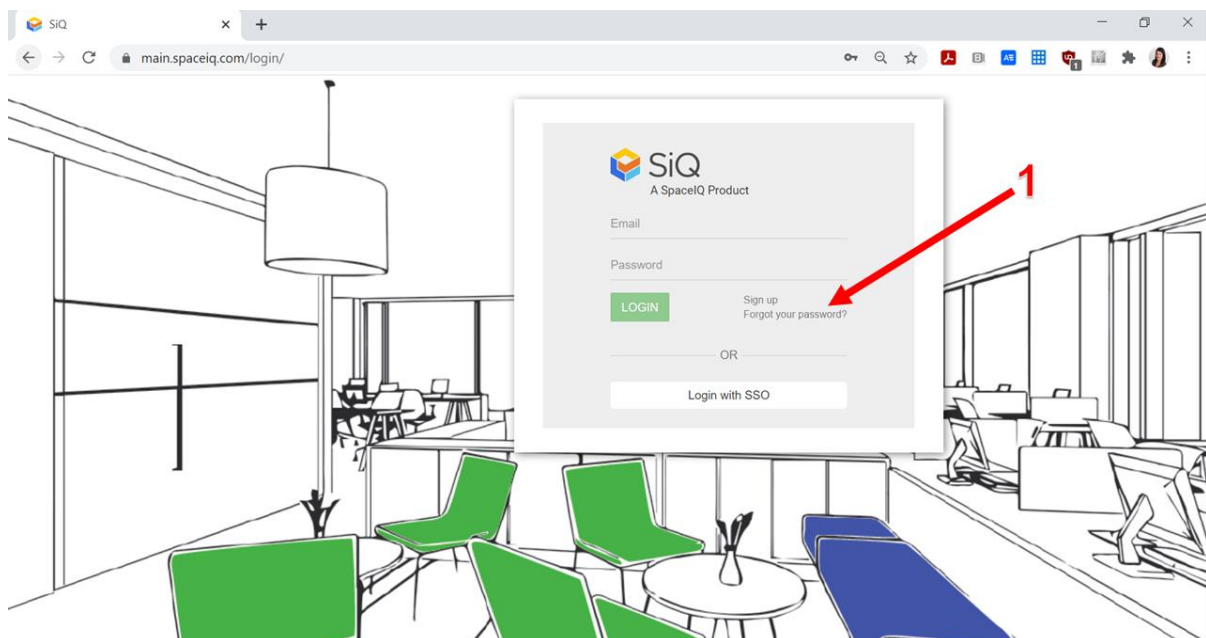 SiQ
main.spaceiq.com/login/
1
SiQ
A SpaceIQ Product
Email
Password
LOGIN
Sign up
Forgot your password?
OR
Login with SSO
1